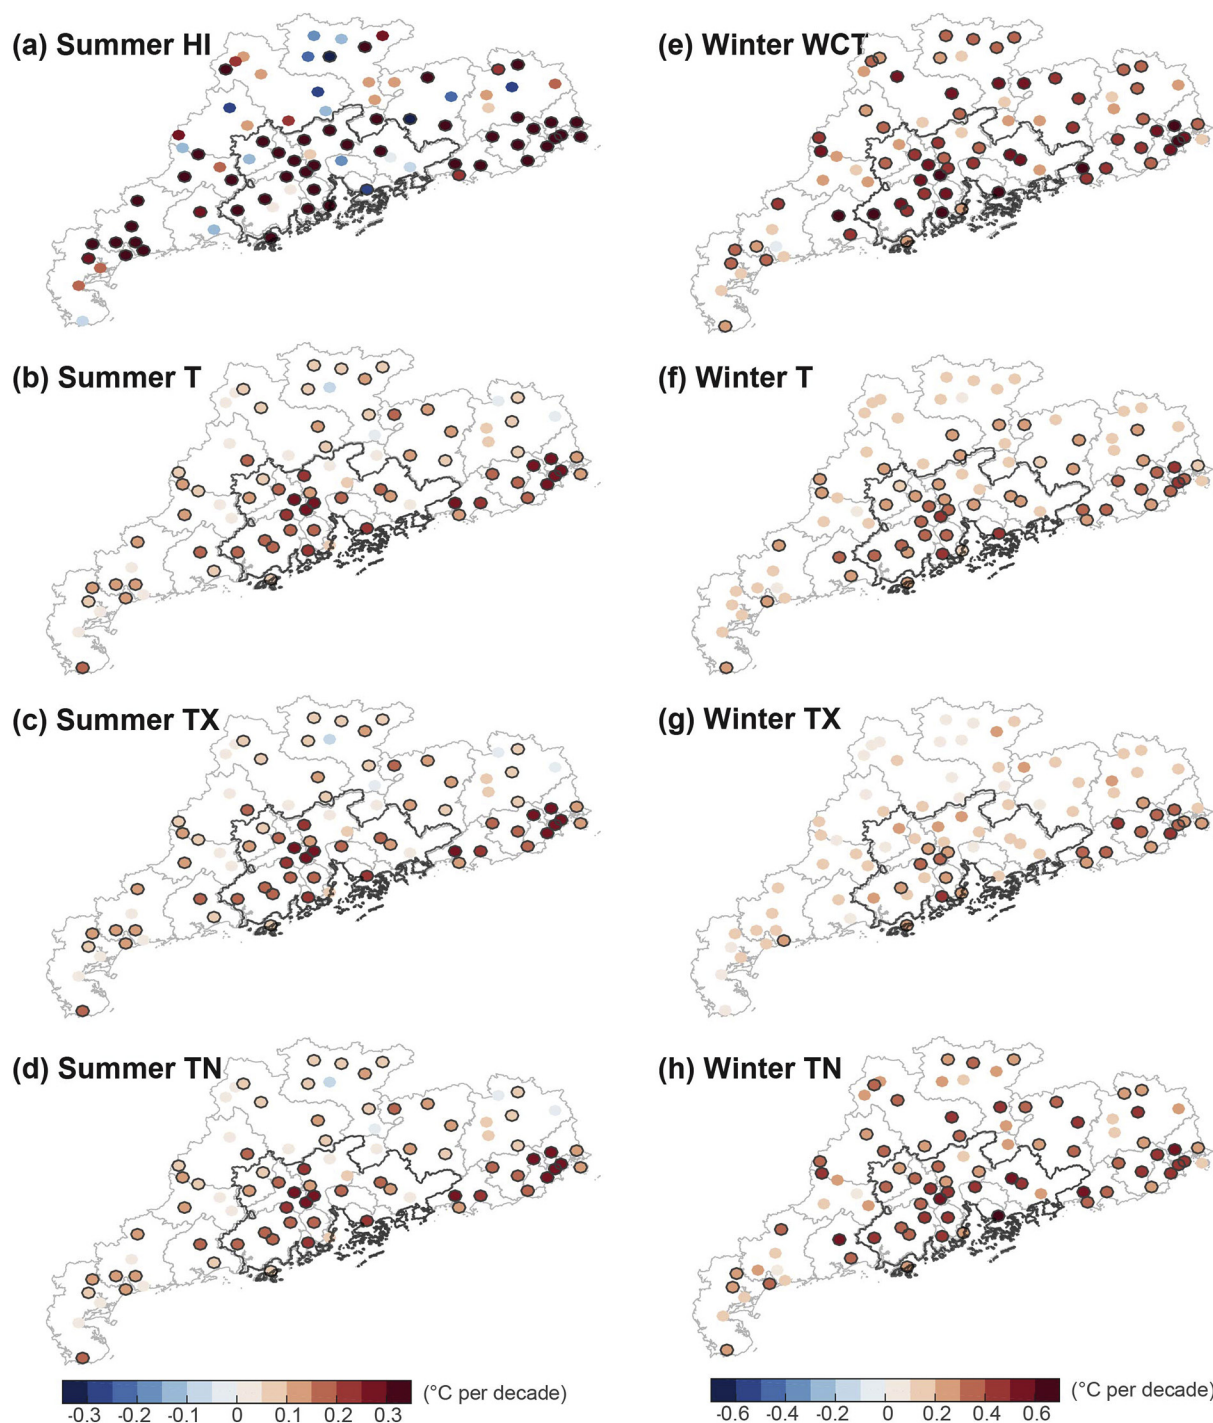 (a) Summer HI
(e) Winter WCT
(b) Summer T
(f) Winter T
(c) Summer TX
(g) Winter TX
(d) Summer TN
(h) Winter TN
(°C per decade)
-0.3 -0.2 -0.1 0 0.1 0.2 0.3
(°C per decade)
-0.6 -0.4 -0.2 0 0.2 0.4 0.6